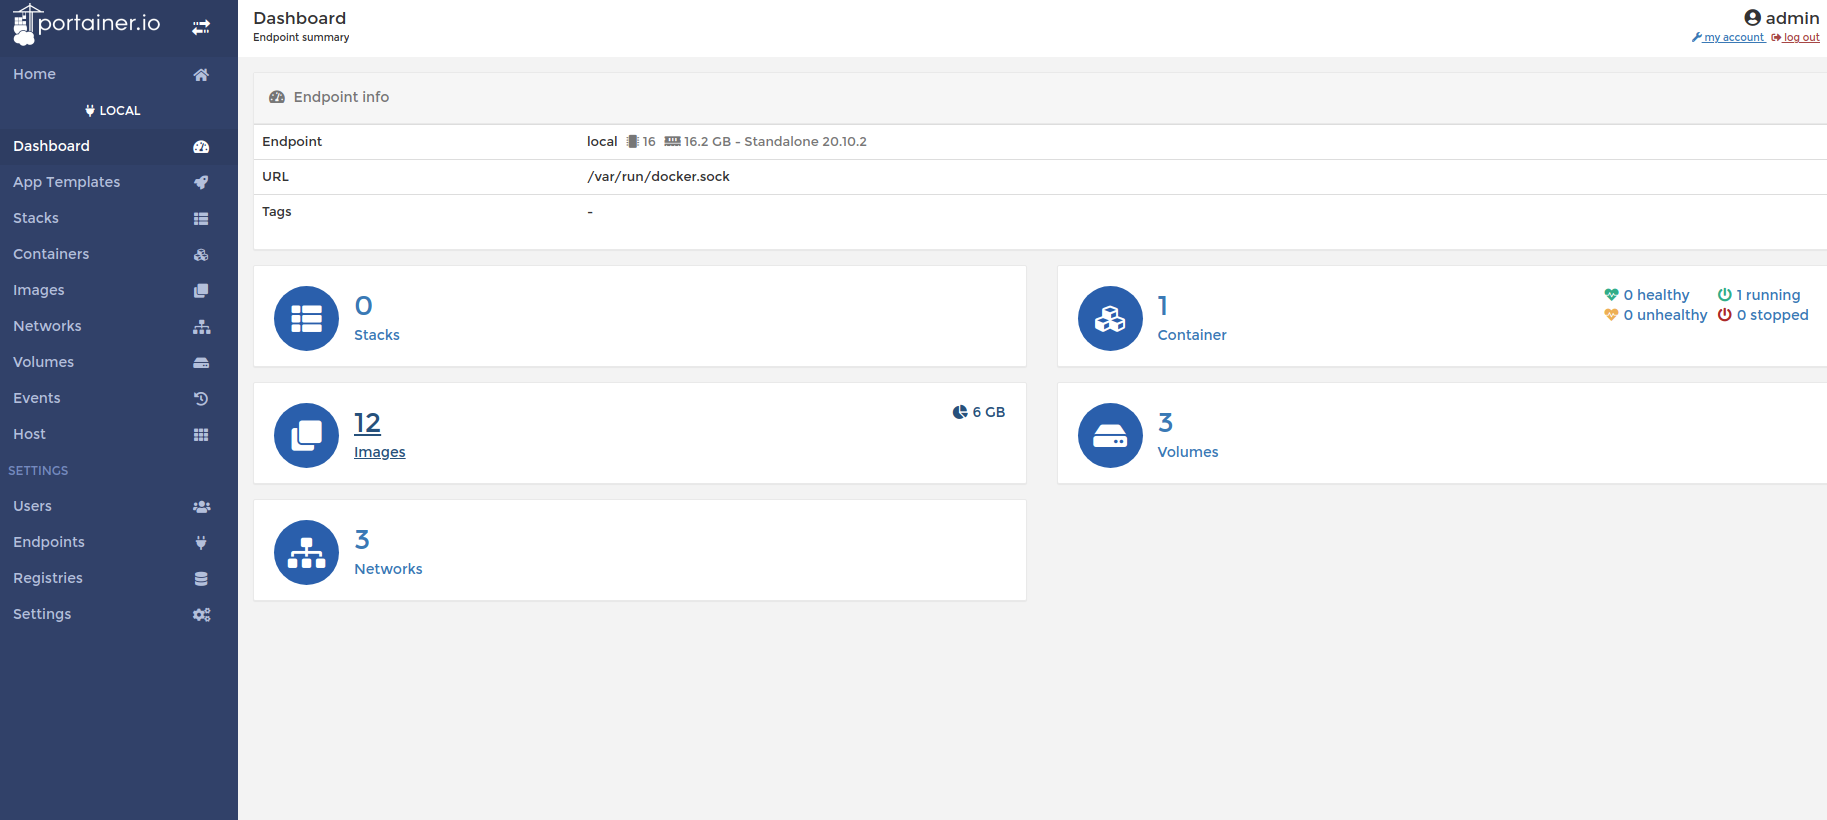 portainer.io
Home
LOCAL
Dashboard
App Templates
Stacks
Containers
Images
Networks
Volumes
Events
Host
SETTINGS
Users
Endpoints
Registries
Settings
Dashboard
Endpoint summary
admin
my account log out
Endpoint info
Endpoint local 16 16.2 GB - Standalone 20.10.2
URL /var/run/docker.sock
Tags -
0
Stacks
1
Container
0 healthy 1 running
0 unhealthy 0 stopped
12
Images
6 GB
3
Volumes
3
Networks